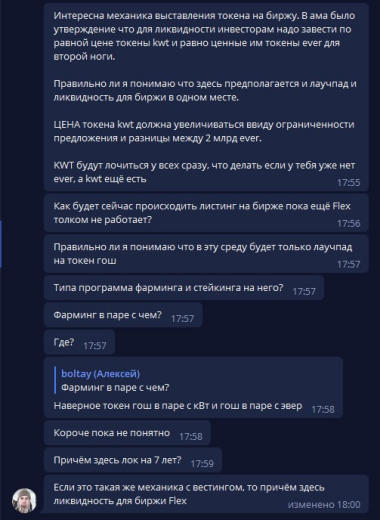 Интересна механика выставления токена на биржу. В ама было
утверждение что для ликвидности инвесторам надо завести по
равной цене токены kwt и равно ценные им токены ever для
второй ноги.
Правильно ли я понимаю что здесь предполагается и лаучпад и
ликвидность для биржи в одном месте.
ЦЕНА токена kwt должна увеличиваться ввиду ограниченности
предложения и разницы между 2 млрд ever.
KWT будут лочиться у всех сразу, что делать если у тебя уже нет
ever, а kwt ещё есть
17:55
Как будет сейчас происходить листинг на бирже пока ещё Flex
толком не работает?
17:56
Правильно ли я понимаю что в эту среду будет только лаучпад
на токен гош
17:57
Типа программа фарминга и стейкинга на него? 17:57
Фарминг в паре с чем? 17:57
Где? 17:57
boltay (Алексей)
Фарминг в паре с чем?
Наверное токен гош в паре с кВт и гош в паре с эвер 17:58
Короче пока не понятно 17:58
Причём здесь лок на 7 лет? 17:59
Если это такая же механика с вестингом, то причём здесь
ликвидность для биржи Flex
изменено 18:00